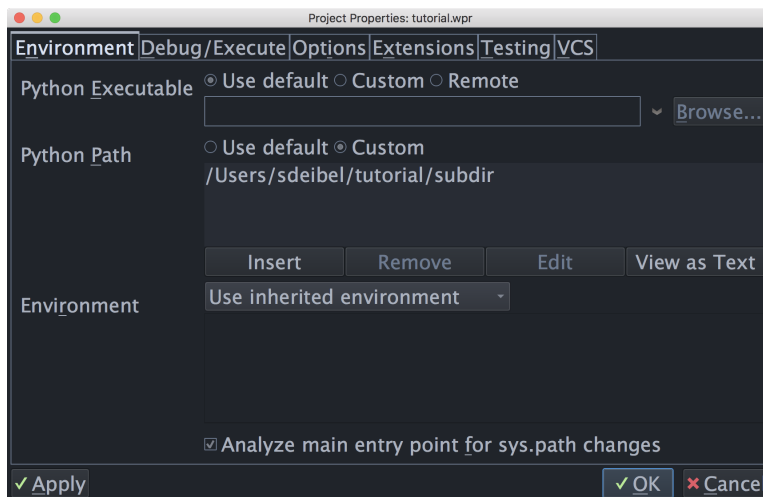 Project Properties: tutorial.wpr
Environment Debug/Execute Options Extensions Testing VCS
Python Executable Use default Custom Remote
Browse...
Python Path Use default Custom
/Users/sdeibel/tutorial/subdir
Insert Remove Edit View as Text
Environment Use inherited environment
Analyze main entry point for sys.path changes
Apply OK Cance